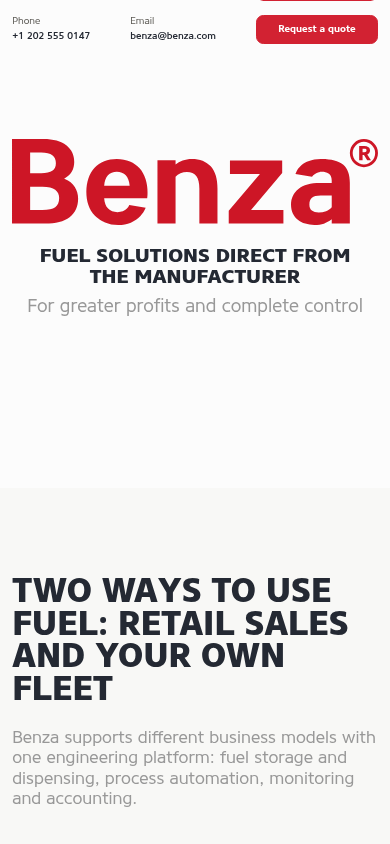 Phone
Email
+1 202 555 0147
benza@benza.com
Request a quote
Benza®
FUEL SOLUTIONS DIRECT FROM
THE MANUFACTURER
For greater profits and complete control
TWO WAYS TO USE
FUEL: RETAIL SALES
AND YOUR OWN
FLEET
Benza supports different business models with
one engineering platform: fuel storage and
dispensing, process automation, monitoring
and accounting.